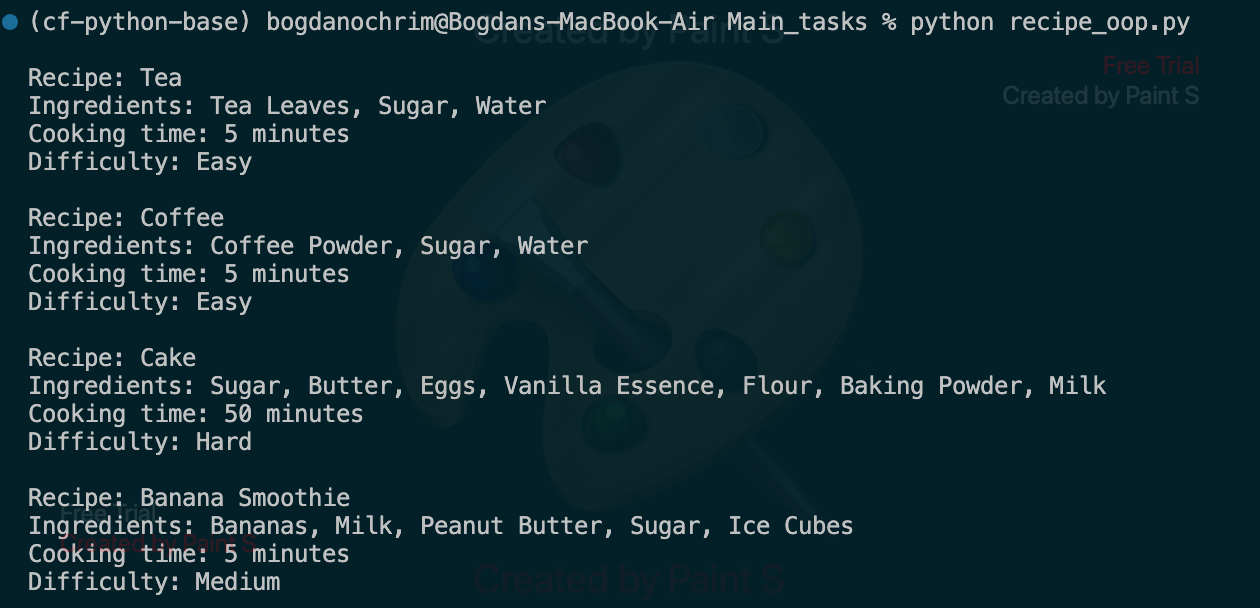 (cf-python-base) bogdanochrim@Bogdans-MacBook-Air Main_tasks % python recipe_oop.py
Created by Paint S
Free Trial
Created by Paint S
Recipe: Tea
Ingredients: Tea Leaves, Sugar, Water
Cooking time: 5 minutes
Difficulty: Easy
Recipe: Coffee
Ingredients: Coffee Powder, Sugar, Water
Cooking time: 5 minutes
Difficulty: Easy
Recipe: Cake
Ingredients: Sugar, Butter, Eggs, Vanilla Essence, Flour, Baking Powder, Milk
Cooking time: 50 minutes
Difficulty: Hard
Recipe: Banana Smoothie
Free Trial
Ingredients: Bananas, Milk, Peanut Butter, Sugar, Ice Cubes
Created by Paint S
Cooking time: 5 minutes
Difficulty: Medium
Created by Paint S